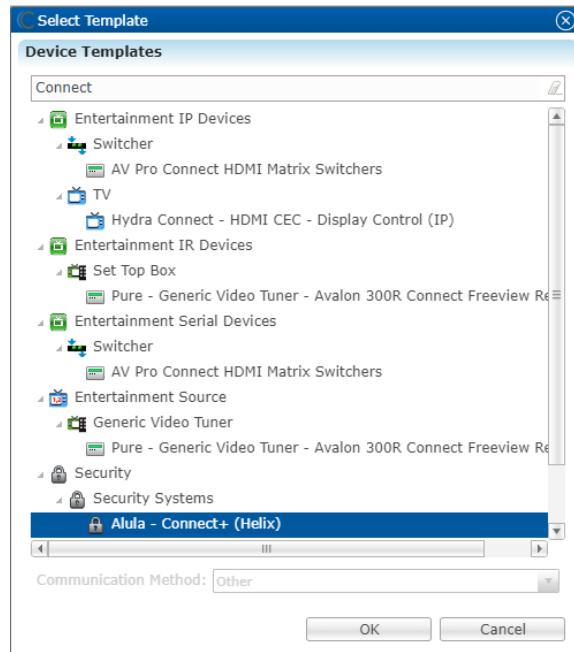 Select Template
Device Templates
Connect
Entertainment IP Devices
Switcher
AV Pro Connect HDMI Matrix Switchers
TV
Hydra Connect - HDMI CEC - Display Control (IP)
Entertainment IR Devices
Set Top Box
Pure - Generic Video Tuner - Avalon 300R Connect Freeview Re
Entertainment Serial Devices
Switcher
AV Pro Connect HDMI Matrix Switchers
Entertainment Source
Generic Video Tuner
Pure - Generic Video Tuner - Avalon 300R Connect Freeview Re
Security
Security Systems
Alula - Connect+ (Helix)
Communication Method: Other
OK Cancel